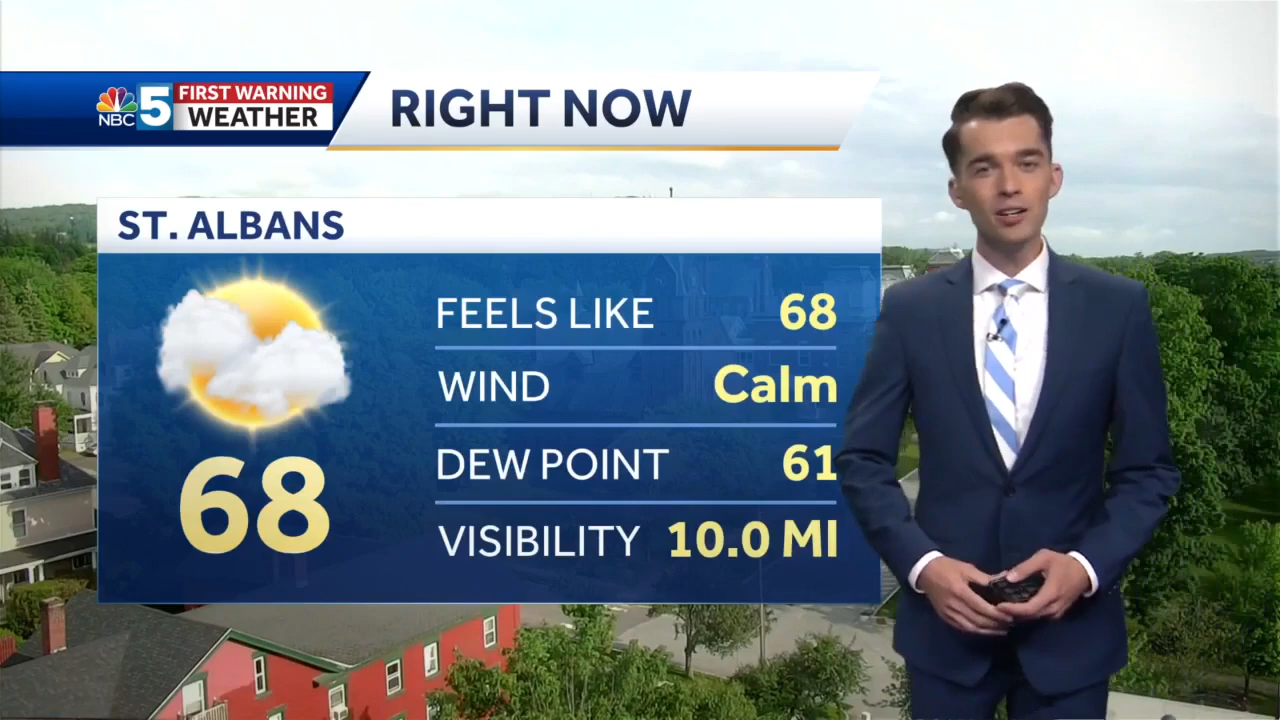 NBC 5 FIRST WARNING
WEATHER
RIGHT NOW
ST. ALBANS
68
FEELS LIKE 68
WIND Calm
DEW POINT 61
VISIBILITY 10.0 MI